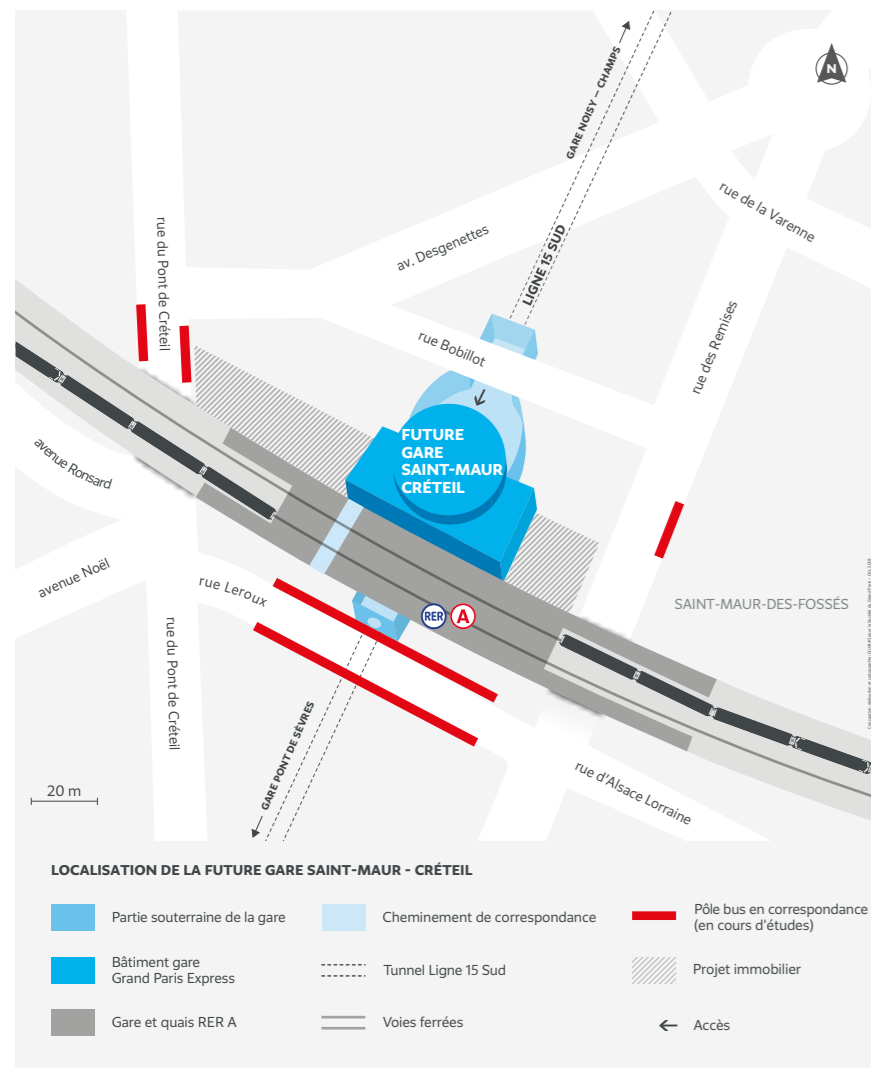 GARE NOISY – CHAMPS
N
rue de la Varenne
rue du Pont de Créteil
av. Desgenettes
LIGNE 15 SUD
rue Bobillot
rue des Remises
FUTURE
GARE
SAINT-MAUR
CRÉTEIL
avenue Ronsard
avenue Noël
rue Leroux
RER A
SAINT-MAUR-DES-FOSSÉS
rue du Pont de Créteil
GARE PONT DE SÈVRES
rue d'Alsace Lorraine
20 m
LOCALISATION DE LA FUTURE GARE SAINT-MAUR - CRÉTEIL
Partie souterraine de la gare
Cheminement de correspondance
Pôle bus en correspondance
(en cours d'études)
Bâtiment gare
Grand Paris Express
Tunnel Ligne 15 Sud
Projet immobilier
Gare et quais RER A
Voies ferrées
Accès